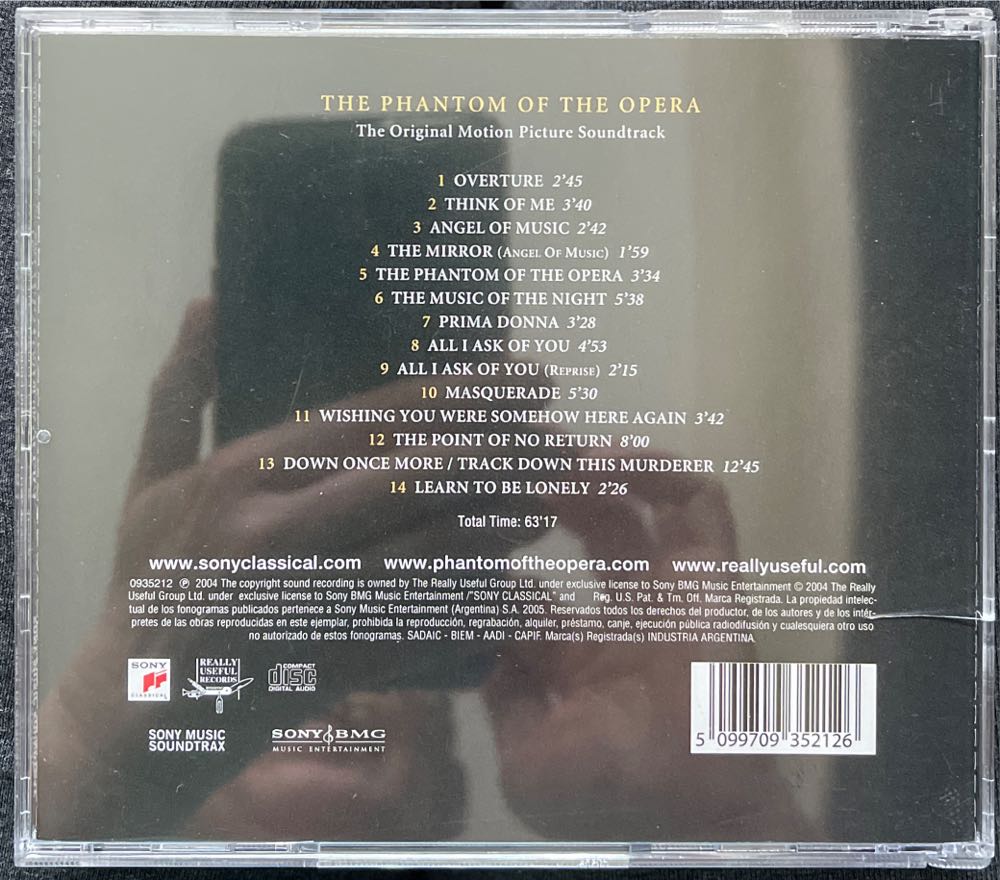 THE PHANTOM OF THE OPERA
The Original Motion Picture Soundtrack
1 OVERTURE 2'45
2 THINK OF ME 3'40
3 ANGEL OF MUSIC 2'42
4 THE MIRROR (ANGEL OF MUSIC) 1'59
5 THE PHANTOM OF THE OPERA 3'34
6 THE MUSIC OF THE NIGHT 5'38
7 PRIMA DONNA 3'28
8 ALL I ASK OF YOU 4'53
9 ALL I ASK OF YOU (REPRISE) 2'15
10 MASQUERADE 5'30
11 WISHING YOU WERE SOMEHOW HERE AGAIN 3'42
12 THE POINT OF NO RETURN 8'00
13 DOWN ONCE MORE / TRACK DOWN THIS MURDERER 12'45
14 LEARN TO BE LONELY 2'26
Total Time: 63'17
www.sonyclassical.com www.phantomoftheopera.com www.reallyuseful.com
0935212 ℗ 2004 The copyright sound recording is owned by The Really Useful Group Ltd. under exclusive license to Sony BMG Music Entertainment © 2004 The Really
Useful Group Ltd. under exclusive license to Sony BMG Music Entertainment /"SONY CLASSICAL" and Reg. U.S. Pat. & Tm. Off. Marca Registrada. La propiedad intelec-
tual de los fonogramas publicados pertenece a Sony Music Entertainment (Argentina) S.A. 2005. Reservados todos los derechos del productor, de los autores y de los intér-
pretes de las obras reproducidas en este ejemplar, prohibida la reproducción, regrabación, alquiler, préstamo, canje, ejecución pública radiodifusión y cualesquiera otro uso
no autorizado de estos fonogramas. SADAIC - BIEM - AADI - CAPIF. Marca(s) Registrada(s) INDUSTRIA ARGENTINA.
SONY
CLASSICAL
REALLY
USEFUL
RECORDS
COMPACT
disc
DIGITAL AUDIO
SONY MUSIC
SOUNDTRAX
SONY BMG
MUSIC ENTERTAINMENT
5 099709 352126